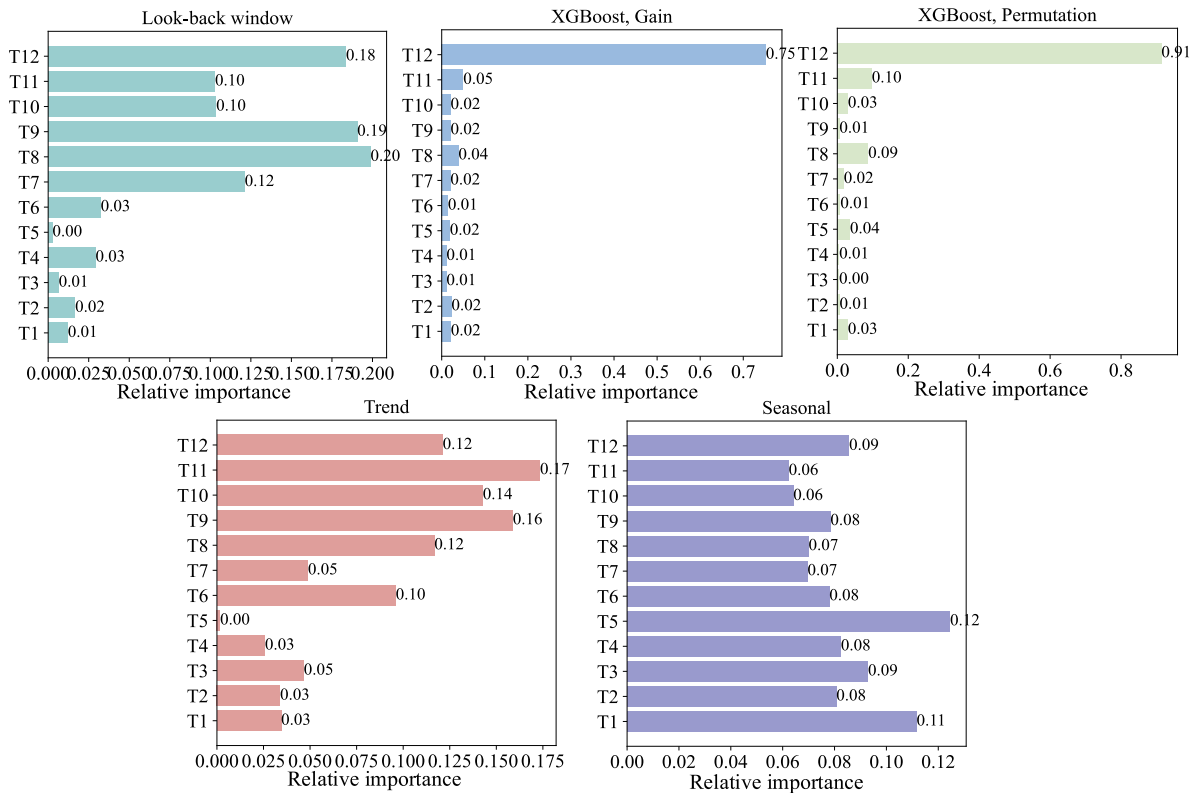 Look-back window
T12 0.18
T11 0.10
T10 0.10
T9 0.19
T8 0.20
T7 0.12
T6 0.03
T5 0.00
T4 0.03
T3 0.01
T2 0.02
T1 0.01
0.000 0.025 0.050 0.075 0.100 0.125 0.150 0.175 0.200
Relative importance
XGBoost, Gain
T12 0.75
T11 0.05
T10 0.02
T9 0.02
T8 0.04
T7 0.02
T6 0.01
T5 0.02
T4 0.01
T3 0.01
T2 0.02
T1 0.02
0.0 0.1 0.2 0.3 0.4 0.5 0.6 0.7
Relative importance
XGBoost, Permutation
T12 0.91
T11 0.10
T10 0.03
T9 0.01
T8 0.09
T7 0.02
T6 0.01
T5 0.04
T4 0.01
T3 0.00
T2 0.01
T1 0.03
0.0 0.2 0.4 0.6 0.8
Relative importance
Trend
T12 0.12
T11 0.17
T10 0.14
T9 0.16
T8 0.12
T7 0.05
T6 0.10
T5 0.00
T4 0.03
T3 0.05
T2 0.03
T1 0.03
0.000 0.025 0.050 0.075 0.100 0.125 0.150 0.175
Relative importance
Seasonal
T12 0.09
T11 0.06
T10 0.06
T9 0.08
T8 0.07
T7 0.07
T6 0.08
T5 0.12
T4 0.08
T3 0.09
T2 0.08
T1 0.11
0.00 0.02 0.04 0.06 0.08 0.10 0.12
Relative importance